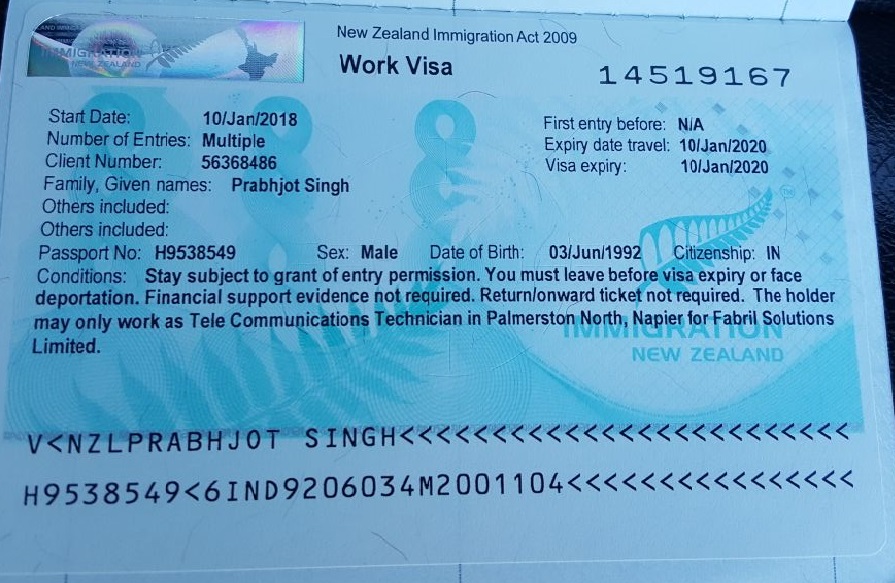 IMMIGRATION
NEW ZEALAND
New Zealand Immigration Act 2009
Work Visa
14519167
Start Date: 10/Jan/2018
First entry before: N/A
Number of Entries: Multiple
Expiry date travel: 10/Jan/2020
Client Number: 56368486
Visa expiry: 10/Jan/2020
Family, Given names: Prabhjot Singh
Others included:
Others included:
Passport No: H9538549 Sex: Male Date of Birth: 03/Jun/1992 Citizenship: IN
Conditions: Stay subject to grant of entry permission. You must leave before visa expiry or face
deportation. Financial support evidence not required. Return/onward ticket not required. The holder
may only work as Tele Communications Technician in Palmerston North, Napier for Fabril Solutions
Limited.
TM
IMMIGRATION
NEW ZEALAND
V<NZLPRABHJOT SINGH<<<<<<<<<<<<<<<<<<<<<<<<<
H9538549<6IND9206034M2001104<<<<<<<<<<<<<<<<